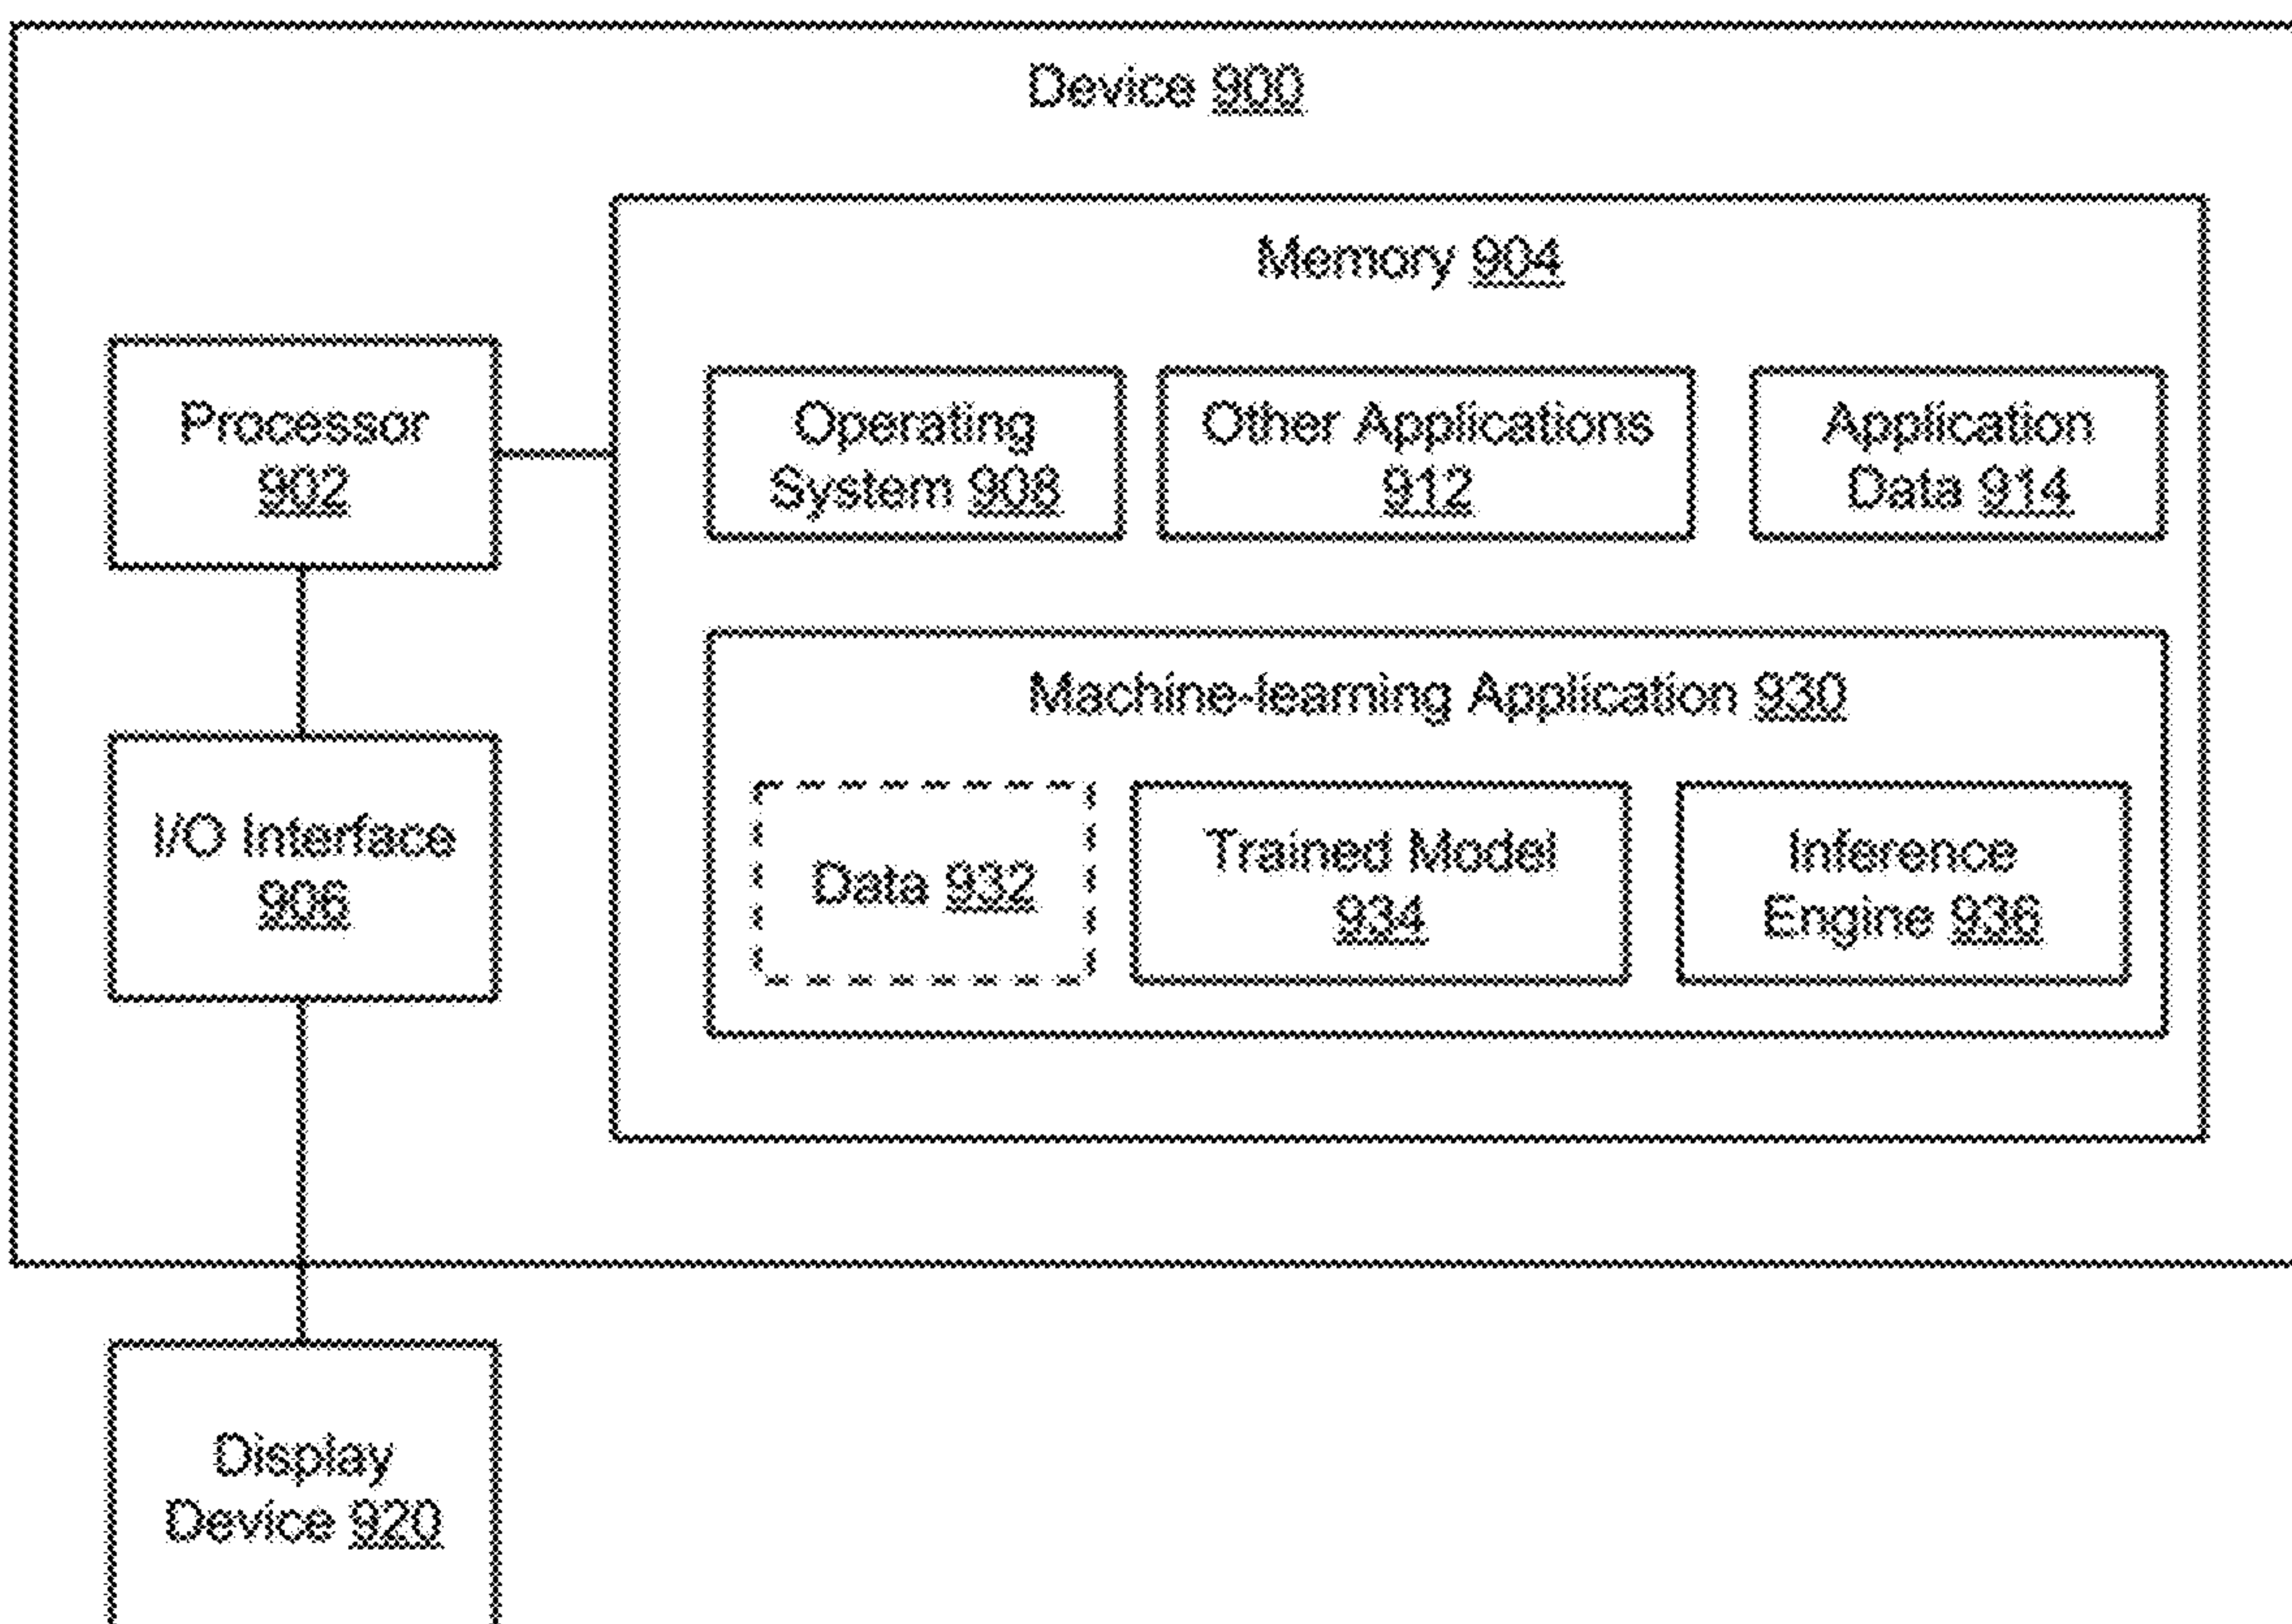 Device 900
Memory 904
Processor
902
Operating
System 908
Other Applications
912
Application
Data 914
Machine-learning Application 930
I/O Interface
906
Data 932
Trained Model
934
Inference
Engine 936
Display
Device 920